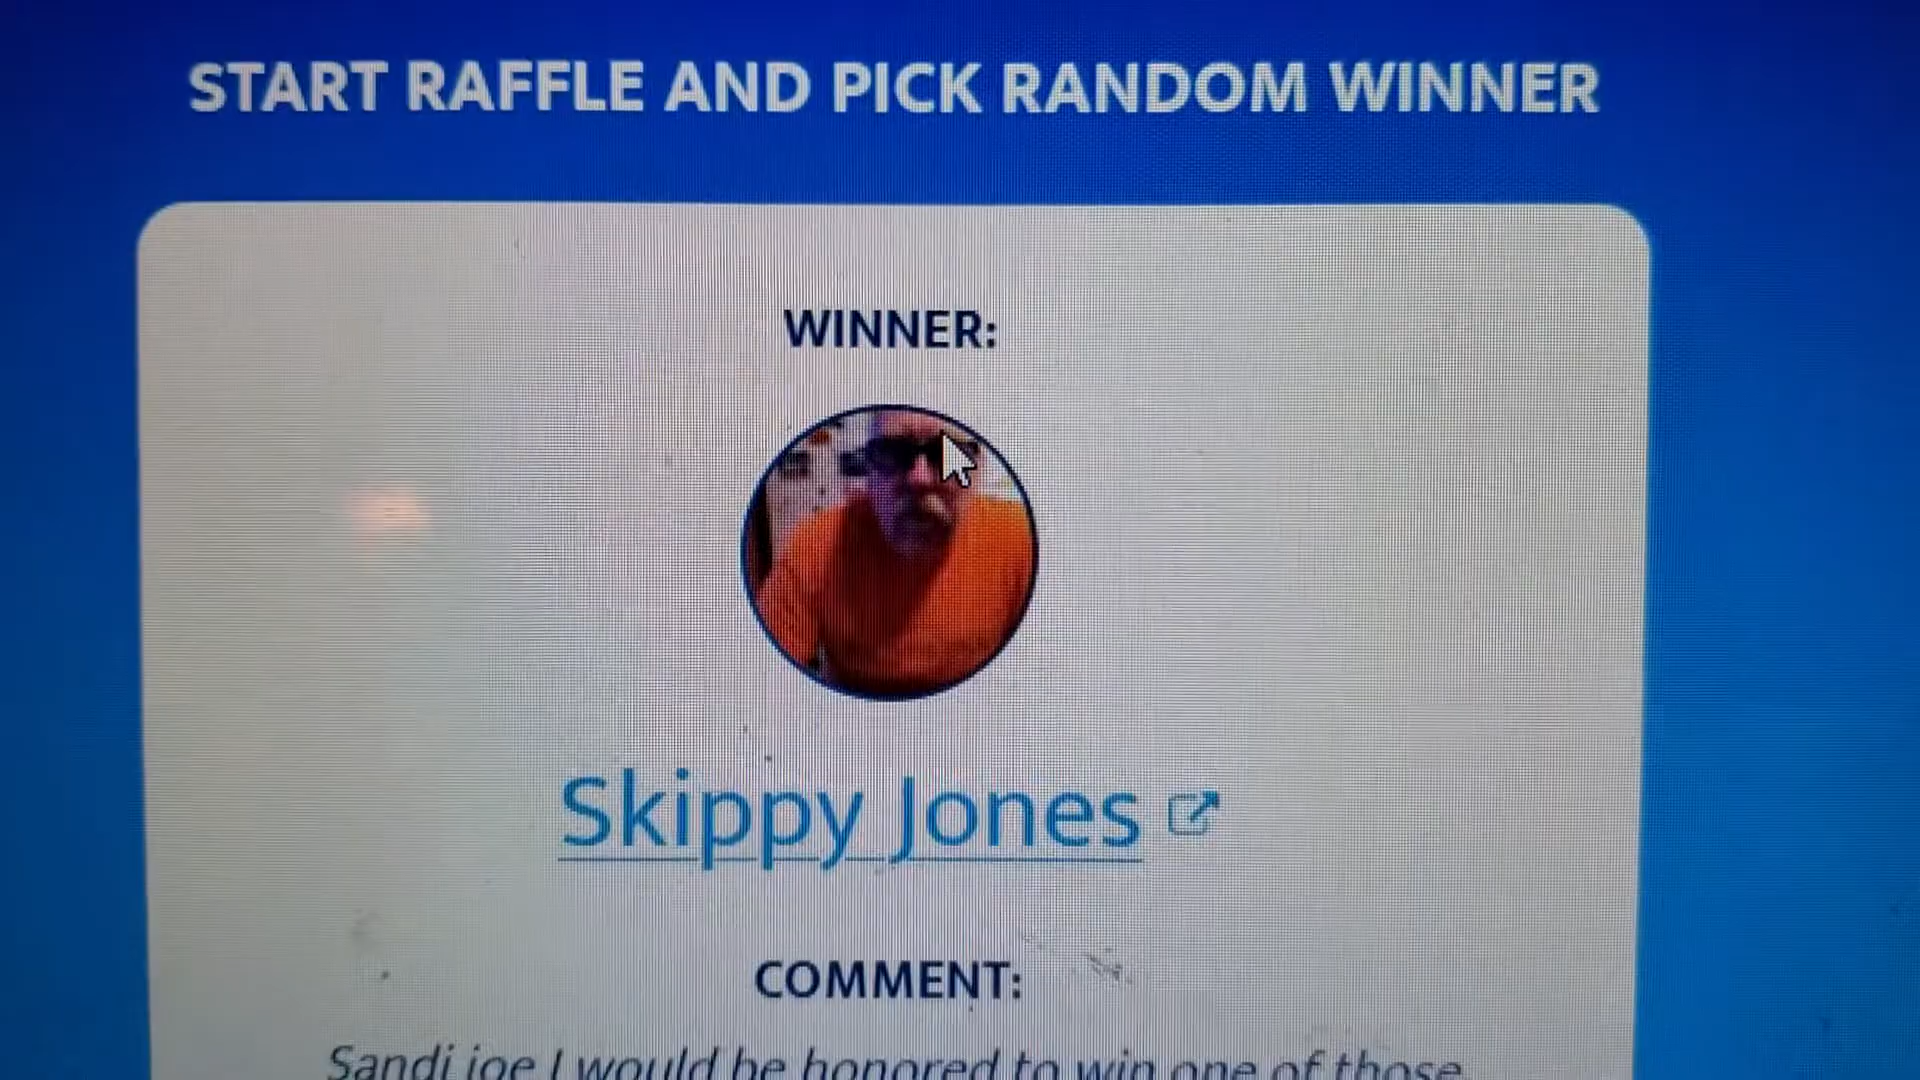 START RAFFLE AND PICK RANDOM WINNER
WINNER:
Skippy Jones
COMMENT:
Sandi joe I would be honored to win one of those